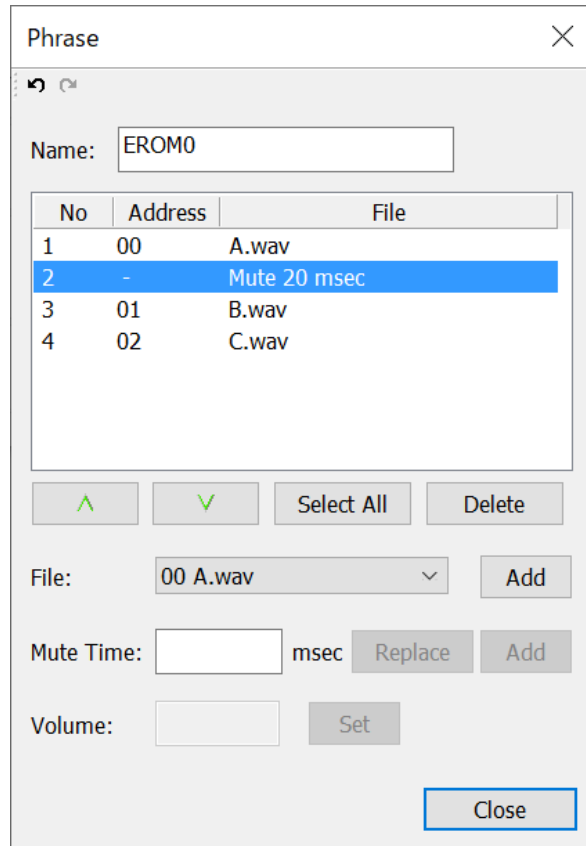 Phrase
Name: EROM0
No Address File
1 00 A.wav
2 - Mute 20 msec
3 01 B.wav
4 02 C.wav
Select All Delete
File: 00 A.wav Add
Mute Time: msec Replace Add
Volume: Set
Close